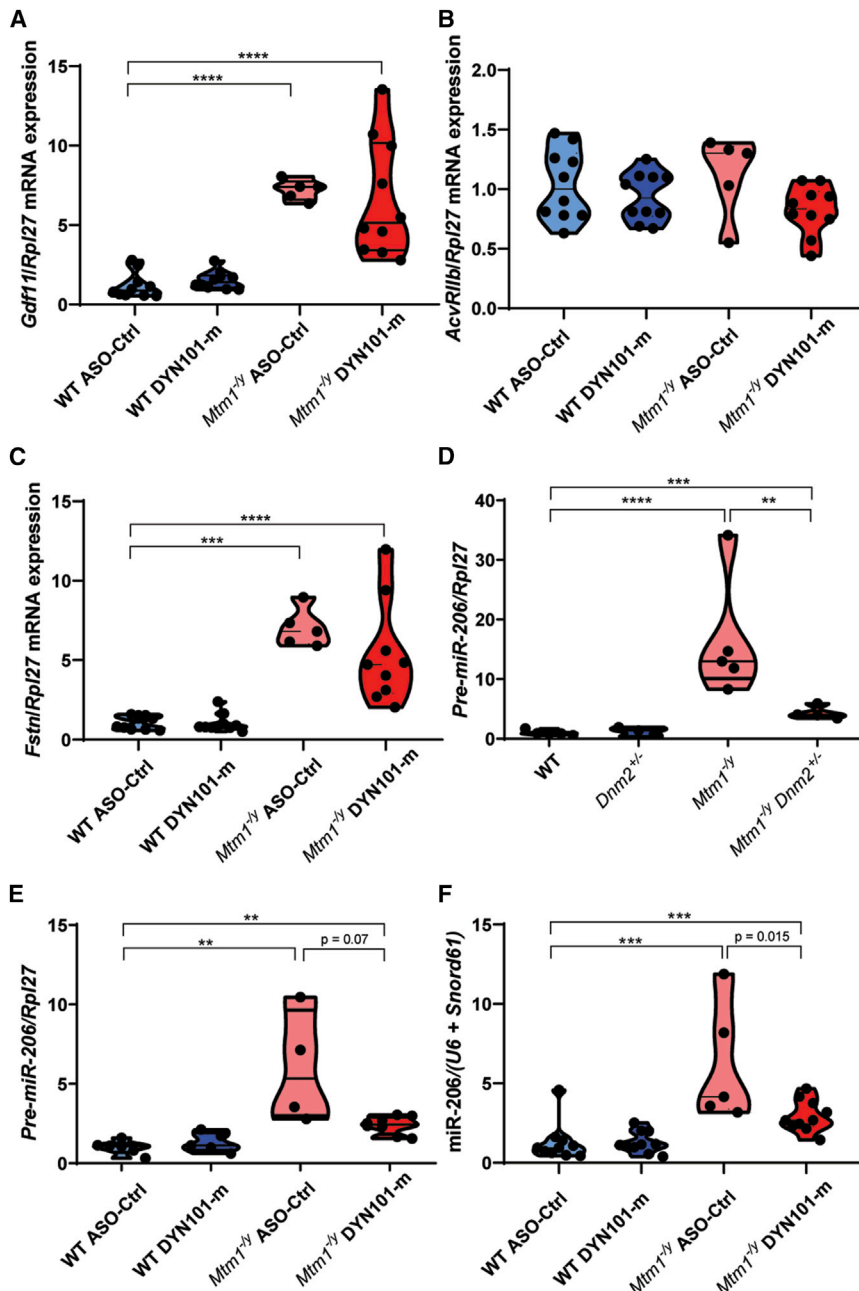 A
Gdf11/Rpl27 mRNA expression
15
10
5
0
****
****
WT ASO-Ctrl
WT DYN101-m
Mtm1-/y ASO-Ctrl
Mtm1-/y DYN101-m
B
AcvRIIb/Rpl27 mRNA expression
2.0
1.5
1.0
0.5
0.0
WT ASO-Ctrl
WT DYN101-m
Mtm1-/y ASO-Ctrl
Mtm1-/y DYN101-m
C
Fstn/Rpl27 mRNA expression
15
10
5
0
****
***
WT ASO-Ctrl
WT DYN101-m
Mtm1-/y ASO-Ctrl
Mtm1-/y DYN101-m
D
Pre-miR-206/Rpl27
40
30
20
10
0
***
****
**
WT
Dnm2+/-
Mtm1-/y
Mtm1-/y Dnm2+/-
E
Pre-miR-206/Rpl27
15
10
5
0
**
**
p = 0.07
WT ASO-Ctrl
WT DYN101-m
Mtm1-/y ASO-Ctrl
Mtm1-/y DYN101-m
F
miR-206/(U6 + Snord61)
15
10
5
0
***
***
p = 0.015
WT ASO-Ctrl
WT DYN101-m
Mtm1-/y ASO-Ctrl
Mtm1-/y DYN101-m